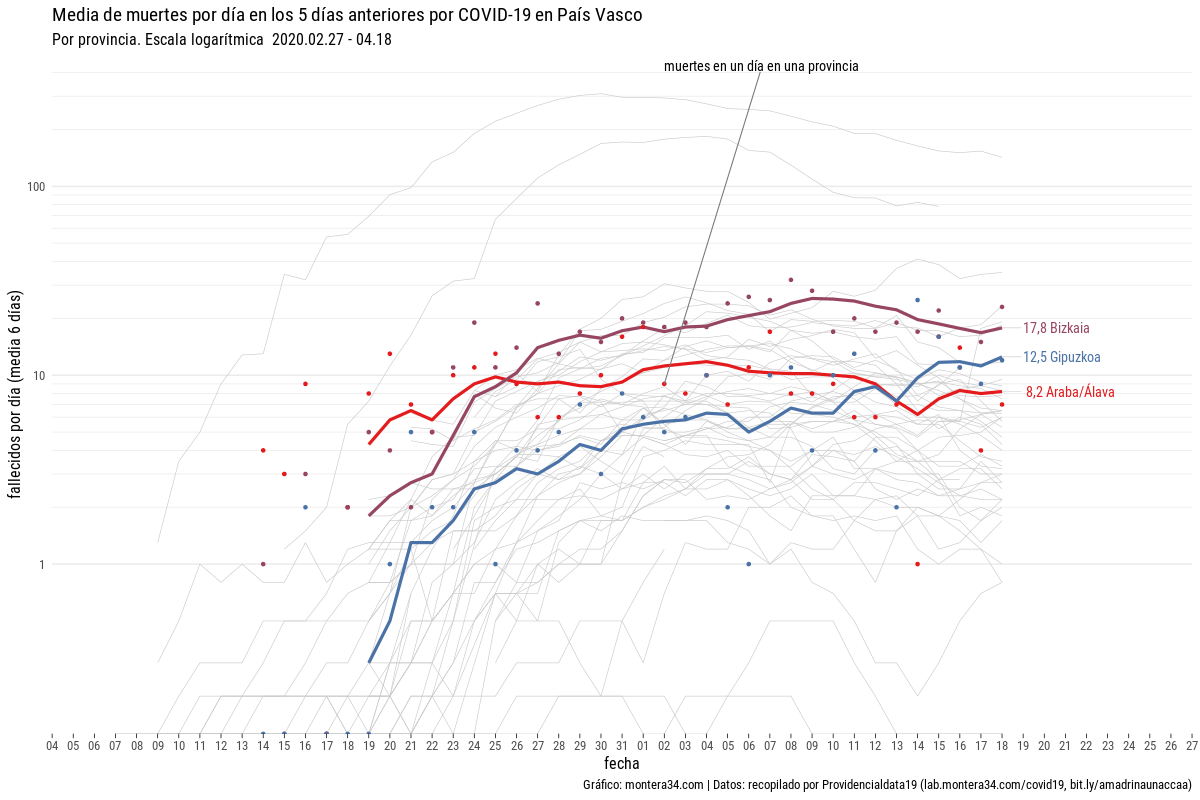 Media de muertes por día en los 5 días anteriores por COVID-19 en País Vasco
Por provincia. Escala logarítmica 2020.02.27 - 04.18
muertes en un día en una provincia
100
10
1
fallecidos por día (media 6 días)
17,8 Bizkaia
12,5 Gipuzkoa
8,2 Araba/Álava
04 05 06 07 08 09 10 11 12 13 14 15 16 17 18 19 20 21 22 23 24 25 26 27 28 29 30 31 01 02 03 04 05 06 07 08 09 10 11 12 13 14 15 16 17 18 19 20 21 22 23 24 25 26 27
fecha
Gráfico: montera34.com | Datos: recopilado por Providencialdata19 (lab.montera34.com/covid19, bit.ly/amadrinaunaccaa)